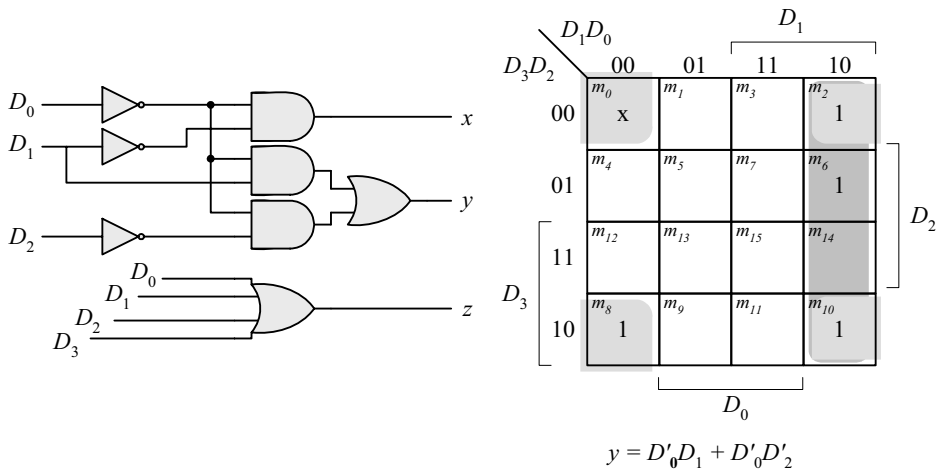 D₀
D₁
D₂
x
y
D₀
D₁
D₂
D₃
z
D₁D₀
D₁
D₃D₂
00 01 11 10
00 m₀ x m₁ m₃ m₂ 1
01 m₄ m₅ m₇ m₆ 1
D₂
11 m₁₂ m₁₃ m₁₅ m₁₄
D₃
10 m₈ 1 m₉ m₁₁ m₁₀ 1
D₀
y = D′₀D₁ + D′₀D′₂